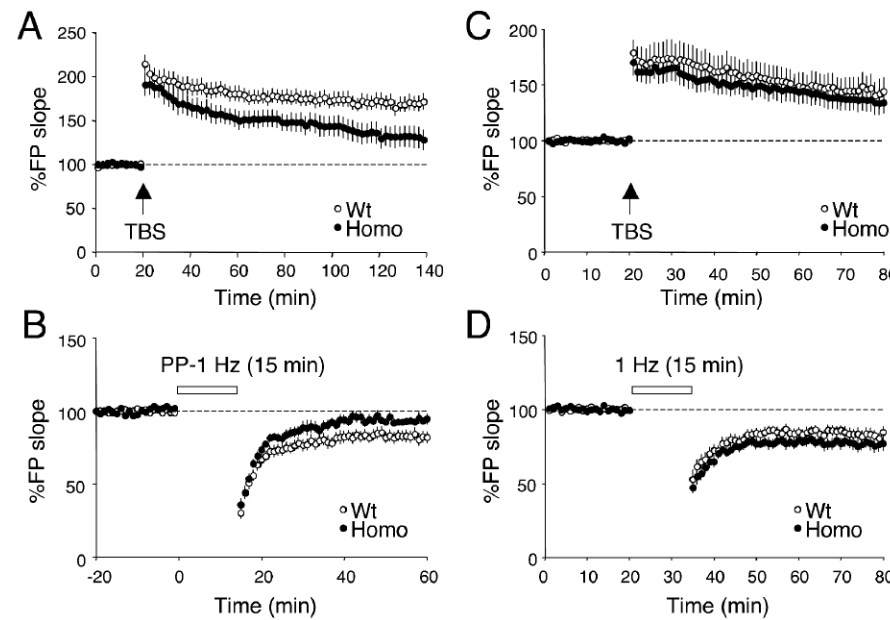 A
250
200
150
100
50
0
%FP slope
TBS
Wt
Homo
0 20 40 60 80 100 120 140
Time (min)
C
200
150
100
50
0
%FP slope
TBS
Wt
Homo
0 10 20 30 40 50 60 70 80
Time (min)
B
150
100
50
0
%FP slope
PP-1 Hz (15 min)
Wt
Homo
-20 0 20 40 60
Time (min)
D
150
100
50
0
%FP slope
1 Hz (15 min)
Wt
Homo
0 10 20 30 40 50 60 70 80
Time (min)